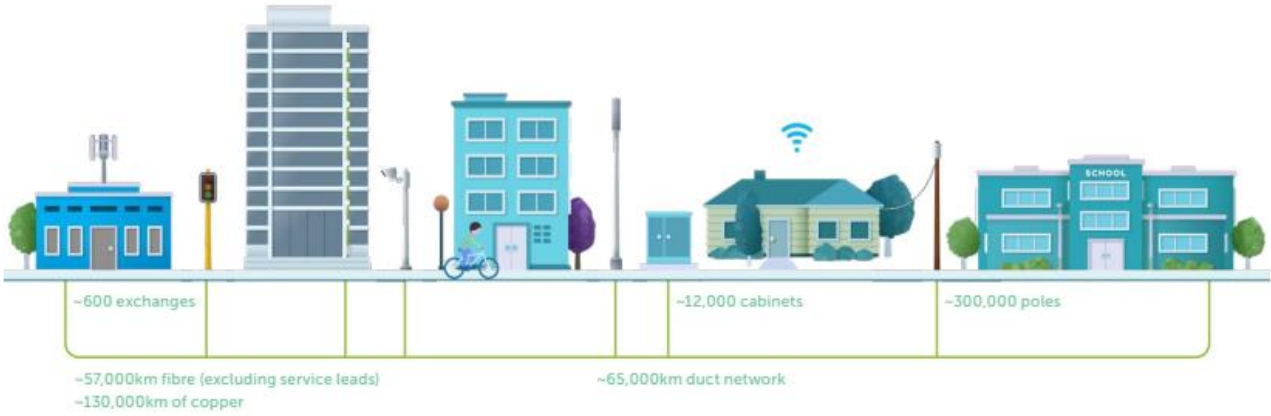 SCHOOL
~600 exchanges
~12,000 cabinets
~300,000 poles
~57,000km fibre (excluding service leads)
~65,000km duct network
~130,000km of copper